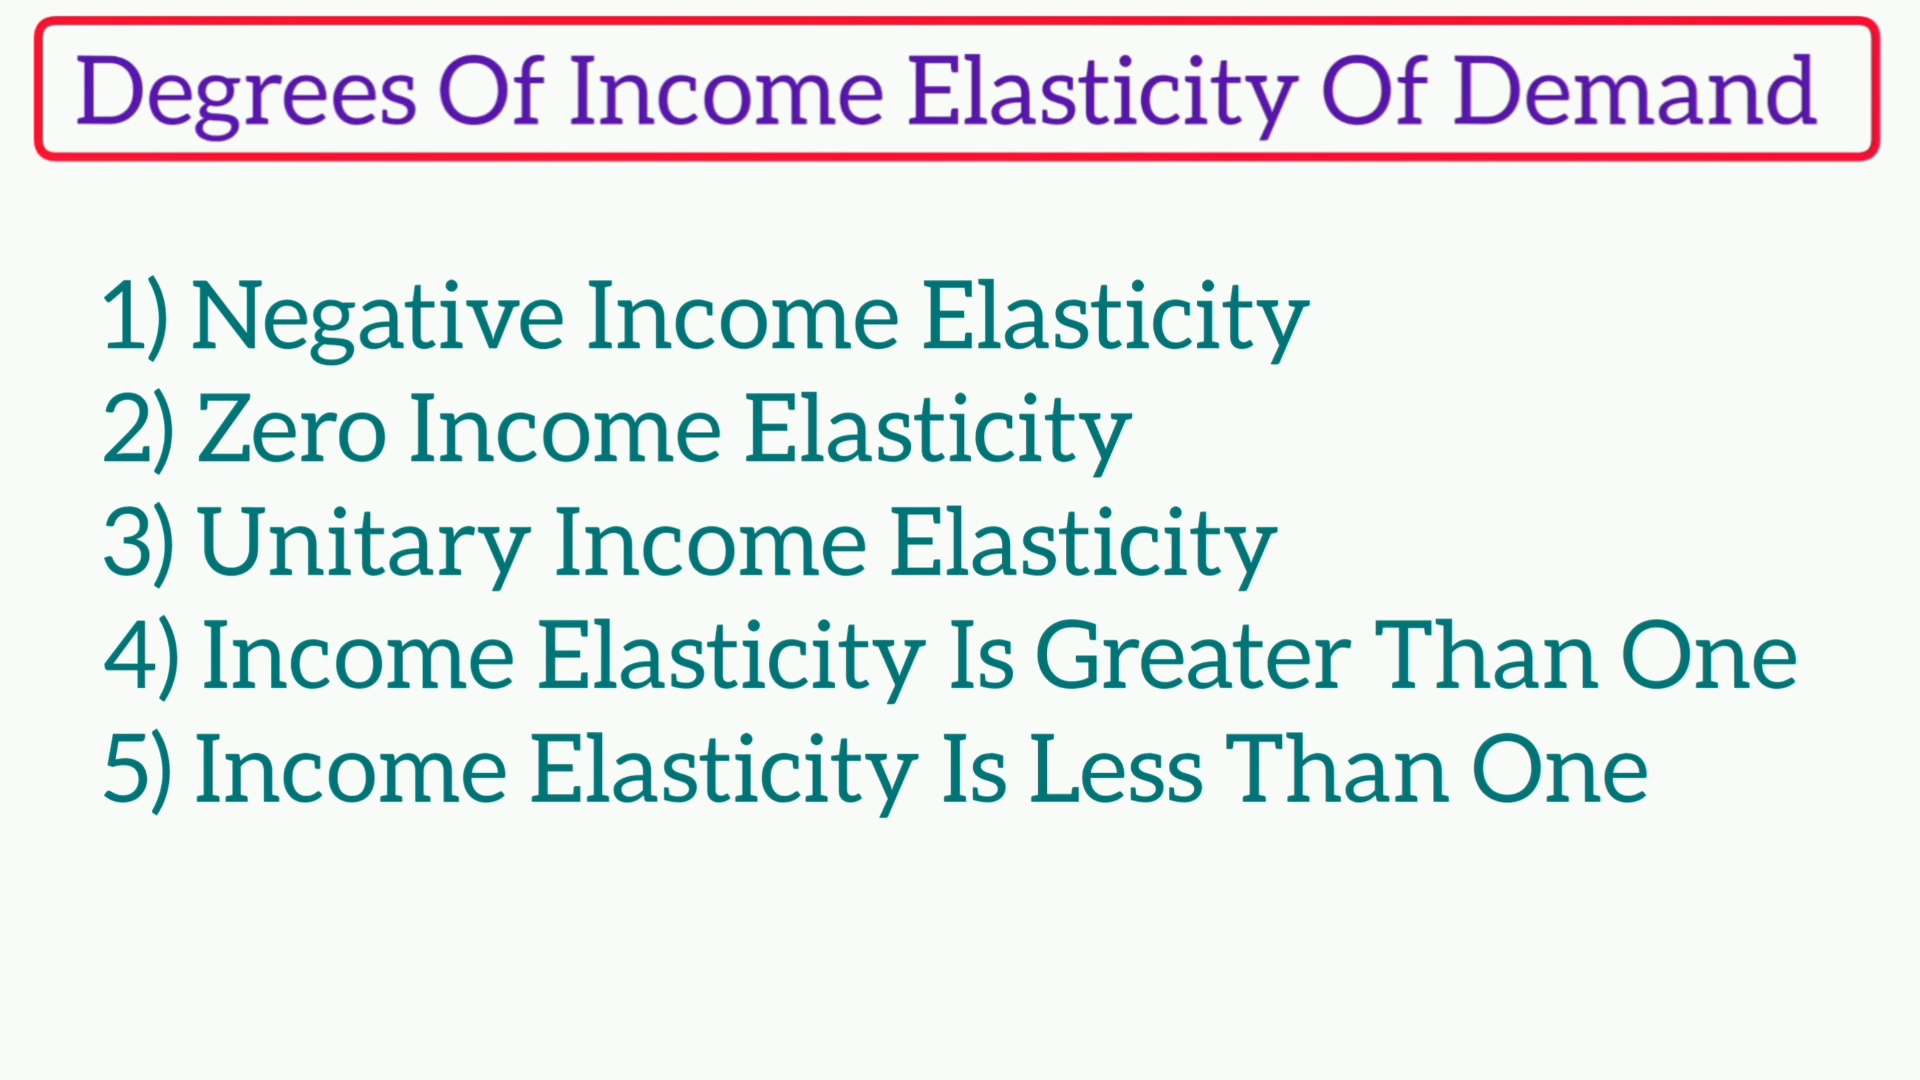 Degrees Of Income Elasticity Of Demand
1) Negative Income Elasticity
2) Zero Income Elasticity
3) Unitary Income Elasticity
4) Income Elasticity Is Greater Than One
5) Income Elasticity Is Less Than One